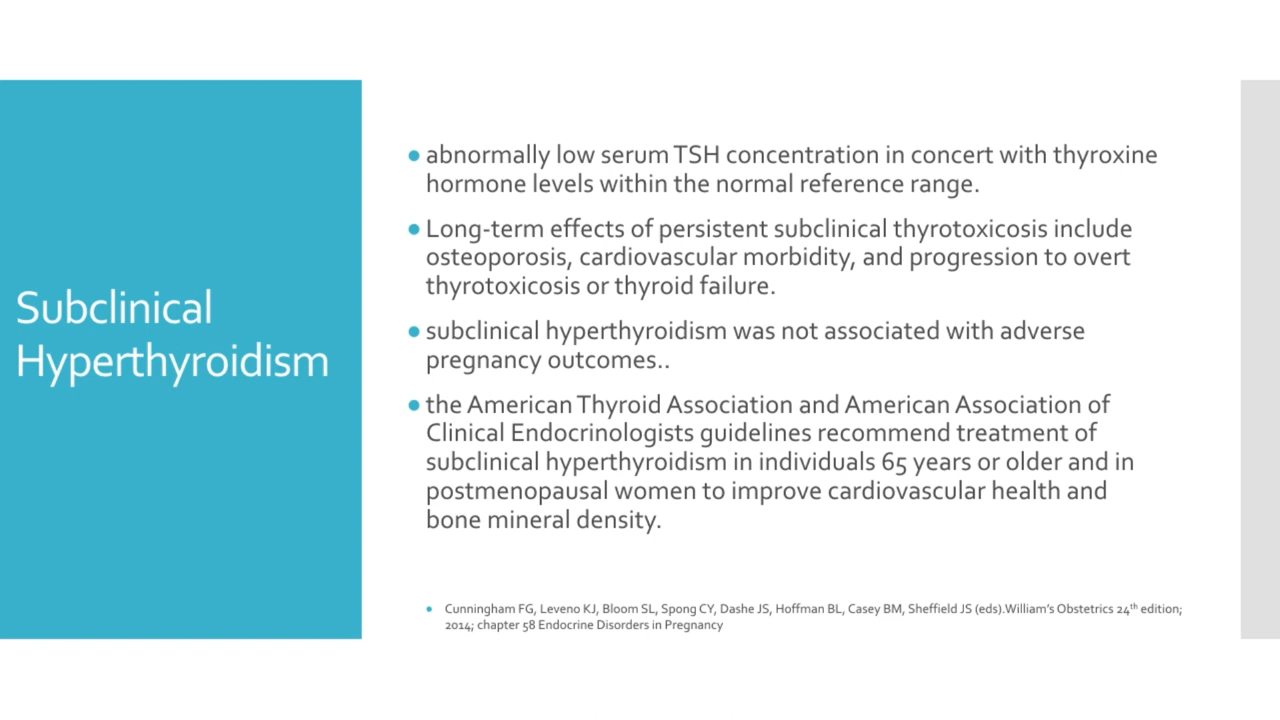 Subclinical
Hyperthyroidism
● abnormally low serum TSH concentration in concert with thyroxine
hormone levels within the normal reference range.
● Long-term effects of persistent subclinical thyrotoxicosis include
osteoporosis, cardiovascular morbidity, and progression to overt
thyrotoxicosis or thyroid failure.
● subclinical hyperthyroidism was not associated with adverse
pregnancy outcomes..
● the American Thyroid Association and American Association of
Clinical Endocrinologists guidelines recommend treatment of
subclinical hyperthyroidism in individuals 65 years or older and in
postmenopausal women to improve cardiovascular health and
bone mineral density.
● Cunningham FG, Leveno KJ, Bloom SL, Spong CY, Dashe JS, Hoffman BL, Casey BM, Sheffield JS (eds).William's Obstetrics 24th edition;
2014; chapter 58 Endocrine Disorders in Pregnancy